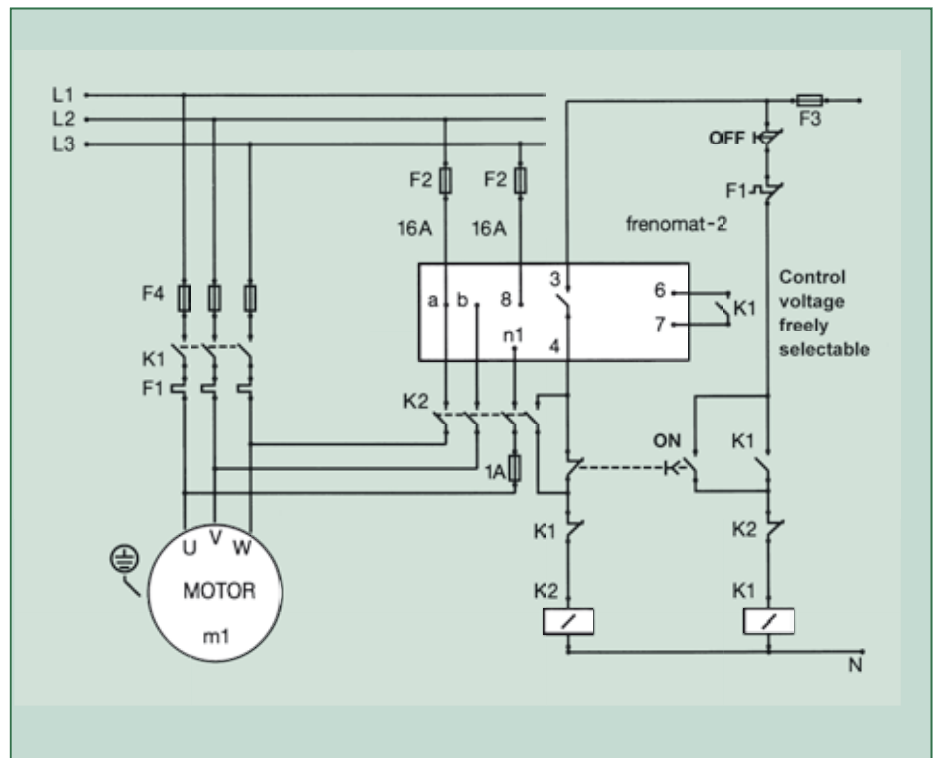 L1
L2
L3
F3
OFF
F2
F2
F1
16A
16A
frenomat-2
Control
voltage
freely
selectable
F4
3
a
b
8
6
K1
7
n1
4
K1
F1
K2
ON
K1
1A
K1
K2
U
V
W
MOTOR
m1
K2
K1
N